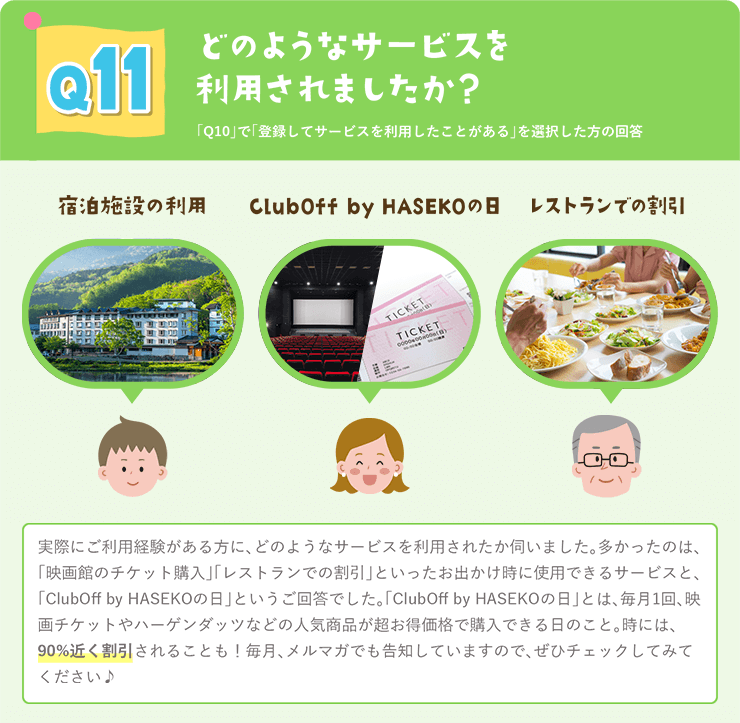 Q11
どのようなサービスを
利用されましたか?
「Q10」で「登録してサービスを利用したことがある」を選択した方の回答
宿泊施設の利用
ClubOff by HASEKOの日
レストランでの割引
TICKET
TICKET
実際にご利用経験がある方に、どのようなサービスを利用されたか伺いました。多かったのは、
「映画館のチケット購入」「レストランでの割引」といったお出かけ時に使用できるサービスと、
「ClubOff by HASEKOの日」というご回答でした。「ClubOff by HASEKOの日」とは、毎月1回、映
画チケットやハーゲンダッツなどの人気商品が超お得価格で購入できる日のこと。時には、
90%近く割引されることも!毎月、メルマガでも告知していますので、ぜひチェックしてみて
ください♪